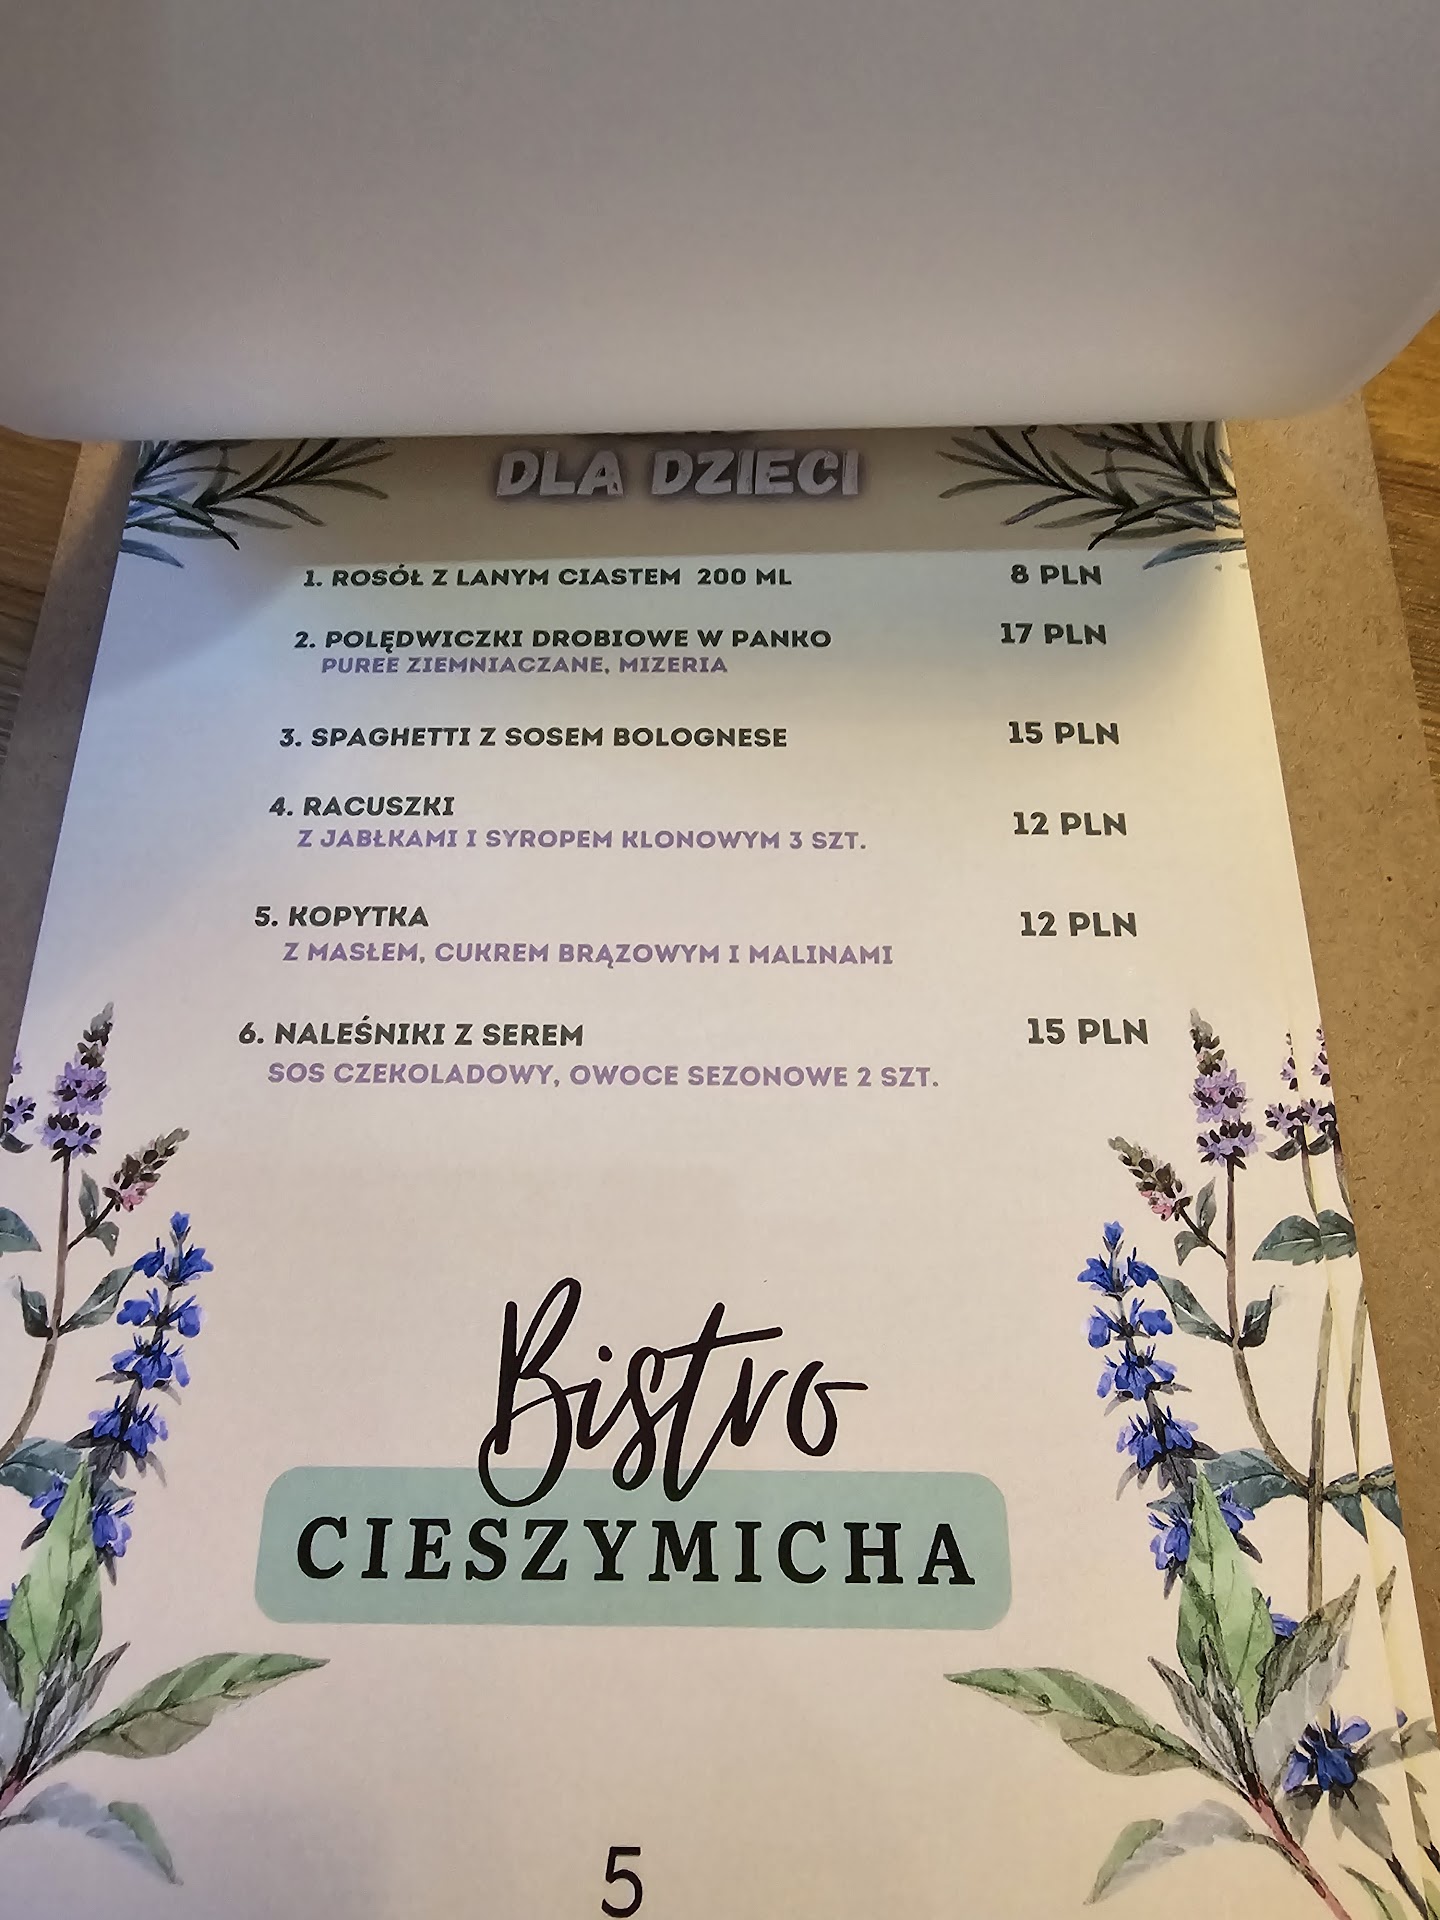 DLA DZIECI
1. ROSÓŁ Z LANYM CIASTEM 200 ML 8 PLN
2. POLĘDWICZKI DROBIOWE W PANKO 17 PLN
PUREE ZIEMNIACZANE, MIZERIA
3. SPAGHETTI Z SOSEM BOLOGNESE 15 PLN
4. RACUSZKI 12 PLN
Z JABŁKAMI I SYROPEM KLONOWYM 3 SZT.
5. KOPYTKA 12 PLN
Z MASŁEM, CUKREM BRĄZOWYM I MALINAMI
6. NALEŚNIKI Z SEREM 15 PLN
SOS CZEKOLADOWY, OWOCE SEZONOWE 2 SZT.
Bistro
CIESZYMICHA
5